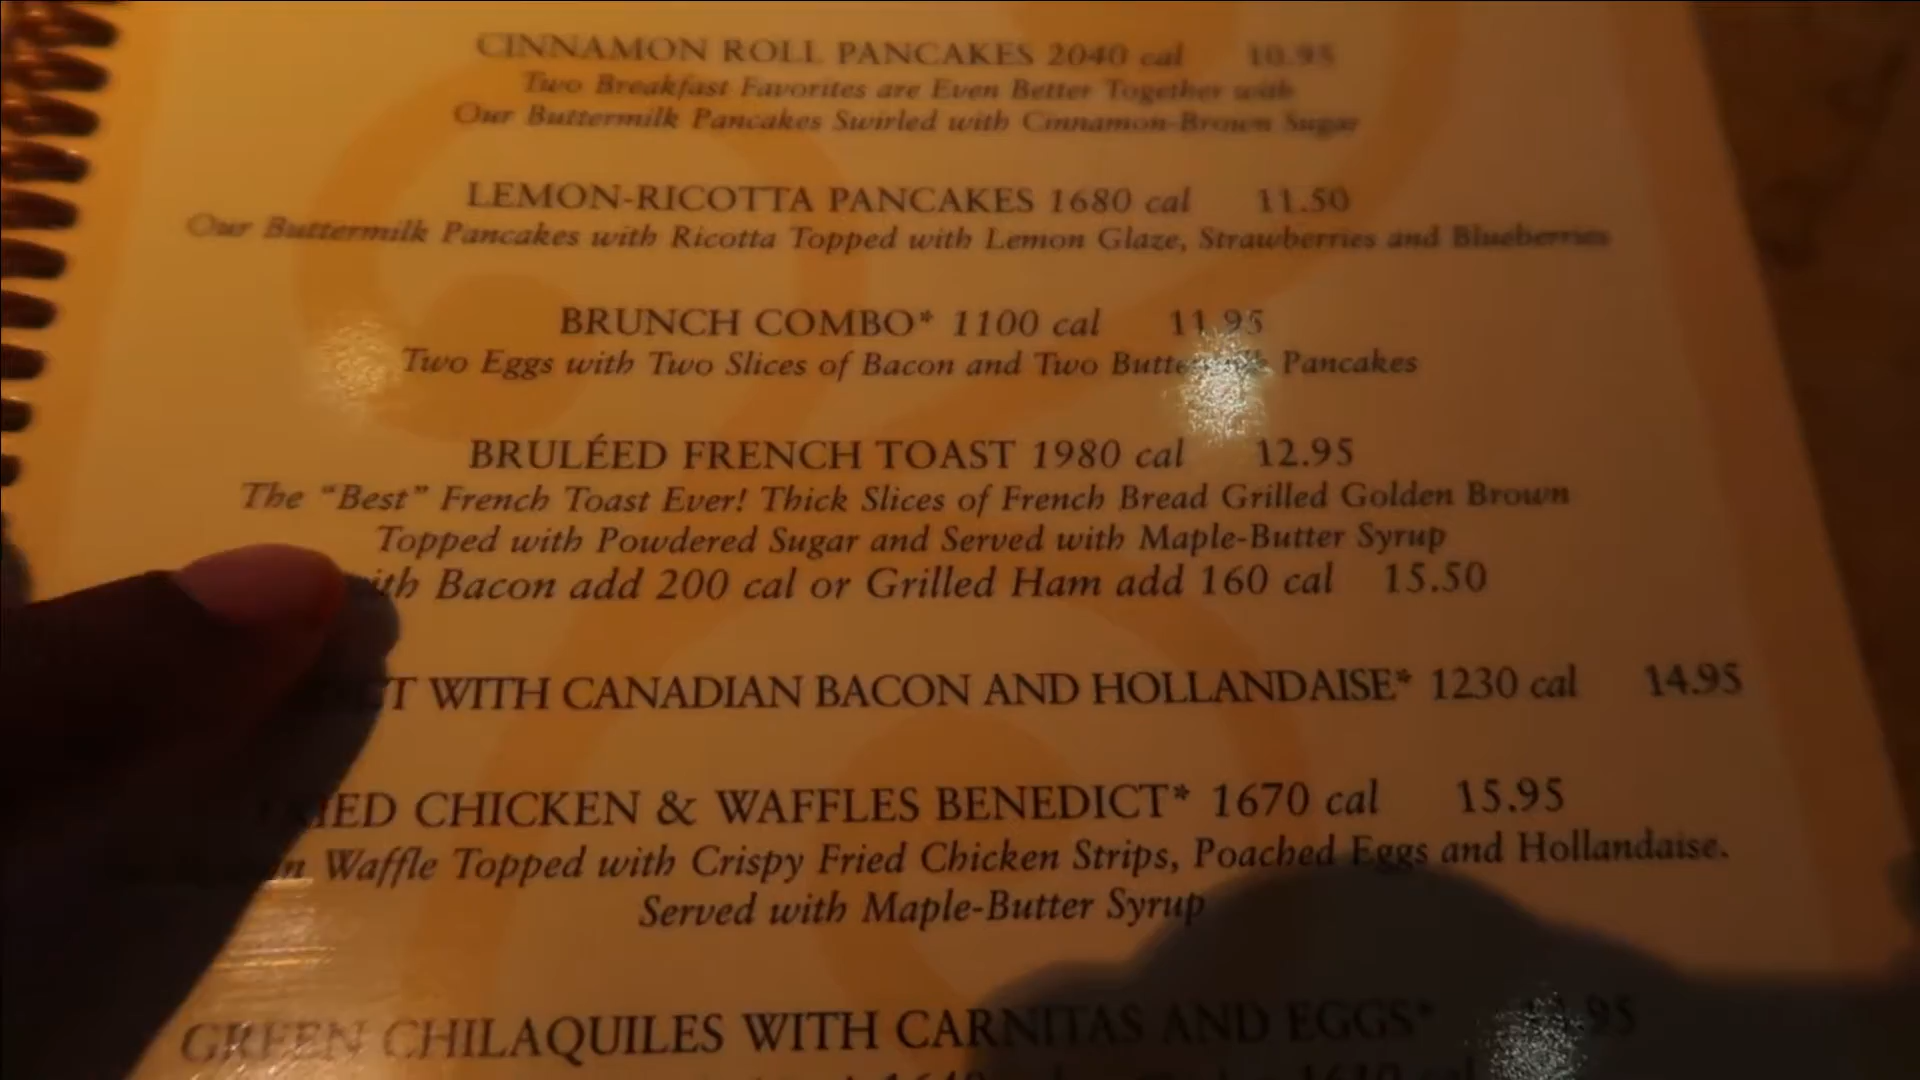 CINNAMON ROLL PANCAKES 2040 cal 10.95
Two Breakfast Favorites are Even Better Together with
Our Buttermilk Pancakes Swirled with Cinnamon-Brown Sugar
LEMON-RICOTTA PANCAKES 1680 cal 11.50
Our Buttermilk Pancakes with Ricotta Topped with Lemon Glaze, Strawberries and Blueberries
BRUNCH COMBO* 1100 cal 11.95
Two Eggs with Two Slices of Bacon and Two Buttermilk Pancakes
BRULÉED FRENCH TOAST 1980 cal 12.95
The “Best” French Toast Ever! Thick Slices of French Bread Grilled Golden Brown
Topped with Powdered Sugar and Served with Maple-Butter Syrup
with Bacon add 200 cal or Grilled Ham add 160 cal 15.50
WITH CANADIAN BACON AND HOLLANDAISE* 1230 cal 14.95
FRIED CHICKEN & WAFFLES BENEDICT* 1670 cal 15.95
Waffle Topped with Crispy Fried Chicken Strips, Poached Eggs and Hollandaise.
Served with Maple-Butter Syrup
GREEN CHILAQUILES WITH CARNITAS AND EGGS*